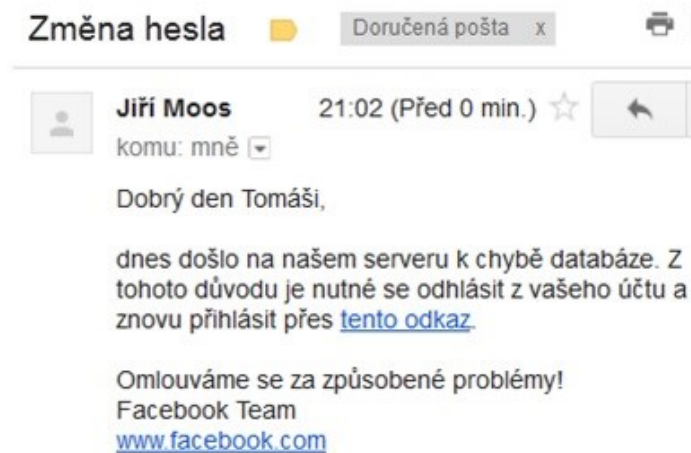 Změna hesla
Doručená pošta x
Jiří Moos 21:02 (Před 0 min.)
komu: mně
Dobrý den Tomáši,
dnes došlo na našem serveru k chybě databáze. Z
tohoto důvodu je nutné se odhlásit z vašeho účtu a
znovu přihlásit přes tento odkaz.
Omlouváme se za způsobené problémy!
Facebook Team
www.facebook.com